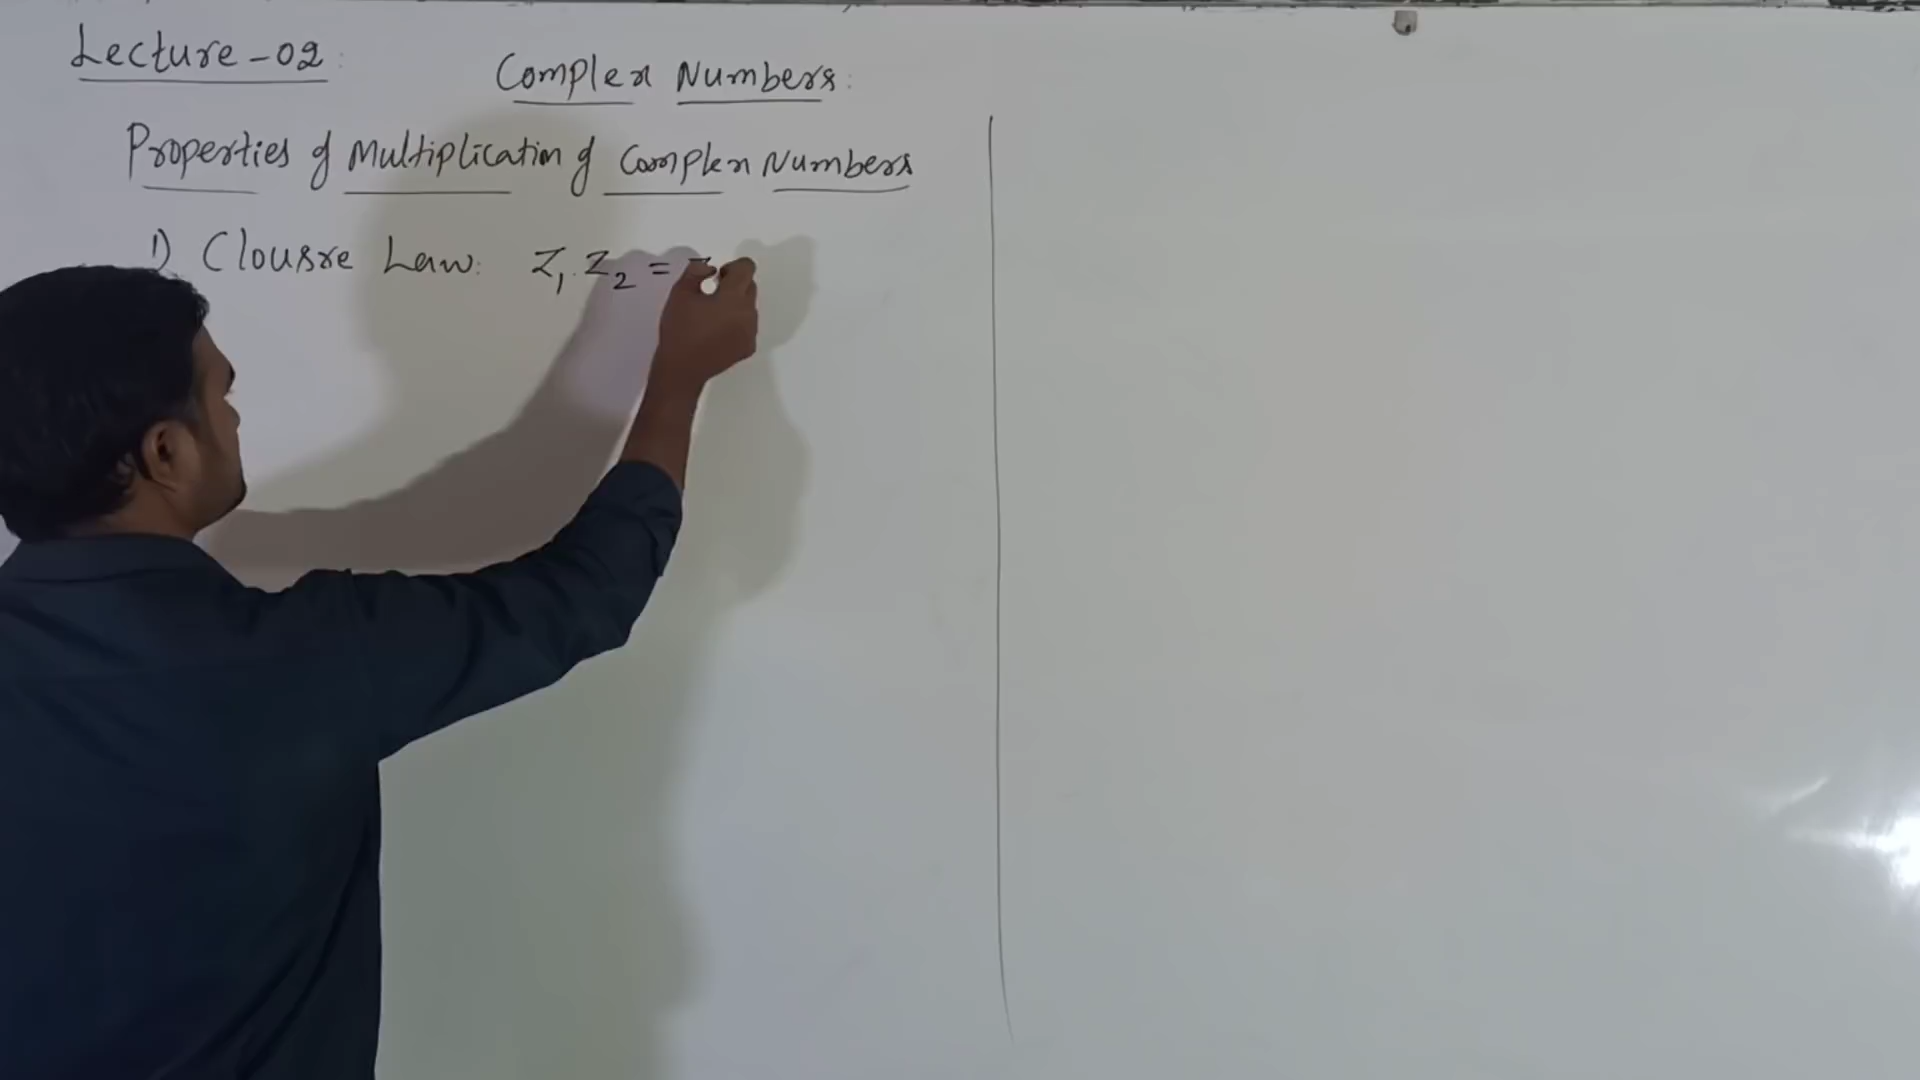 Lecture-02:
Complex Numbers:
Properties of Multiplication of Complex Numbers
1) Clousre Law: Z₁.Z₂ =